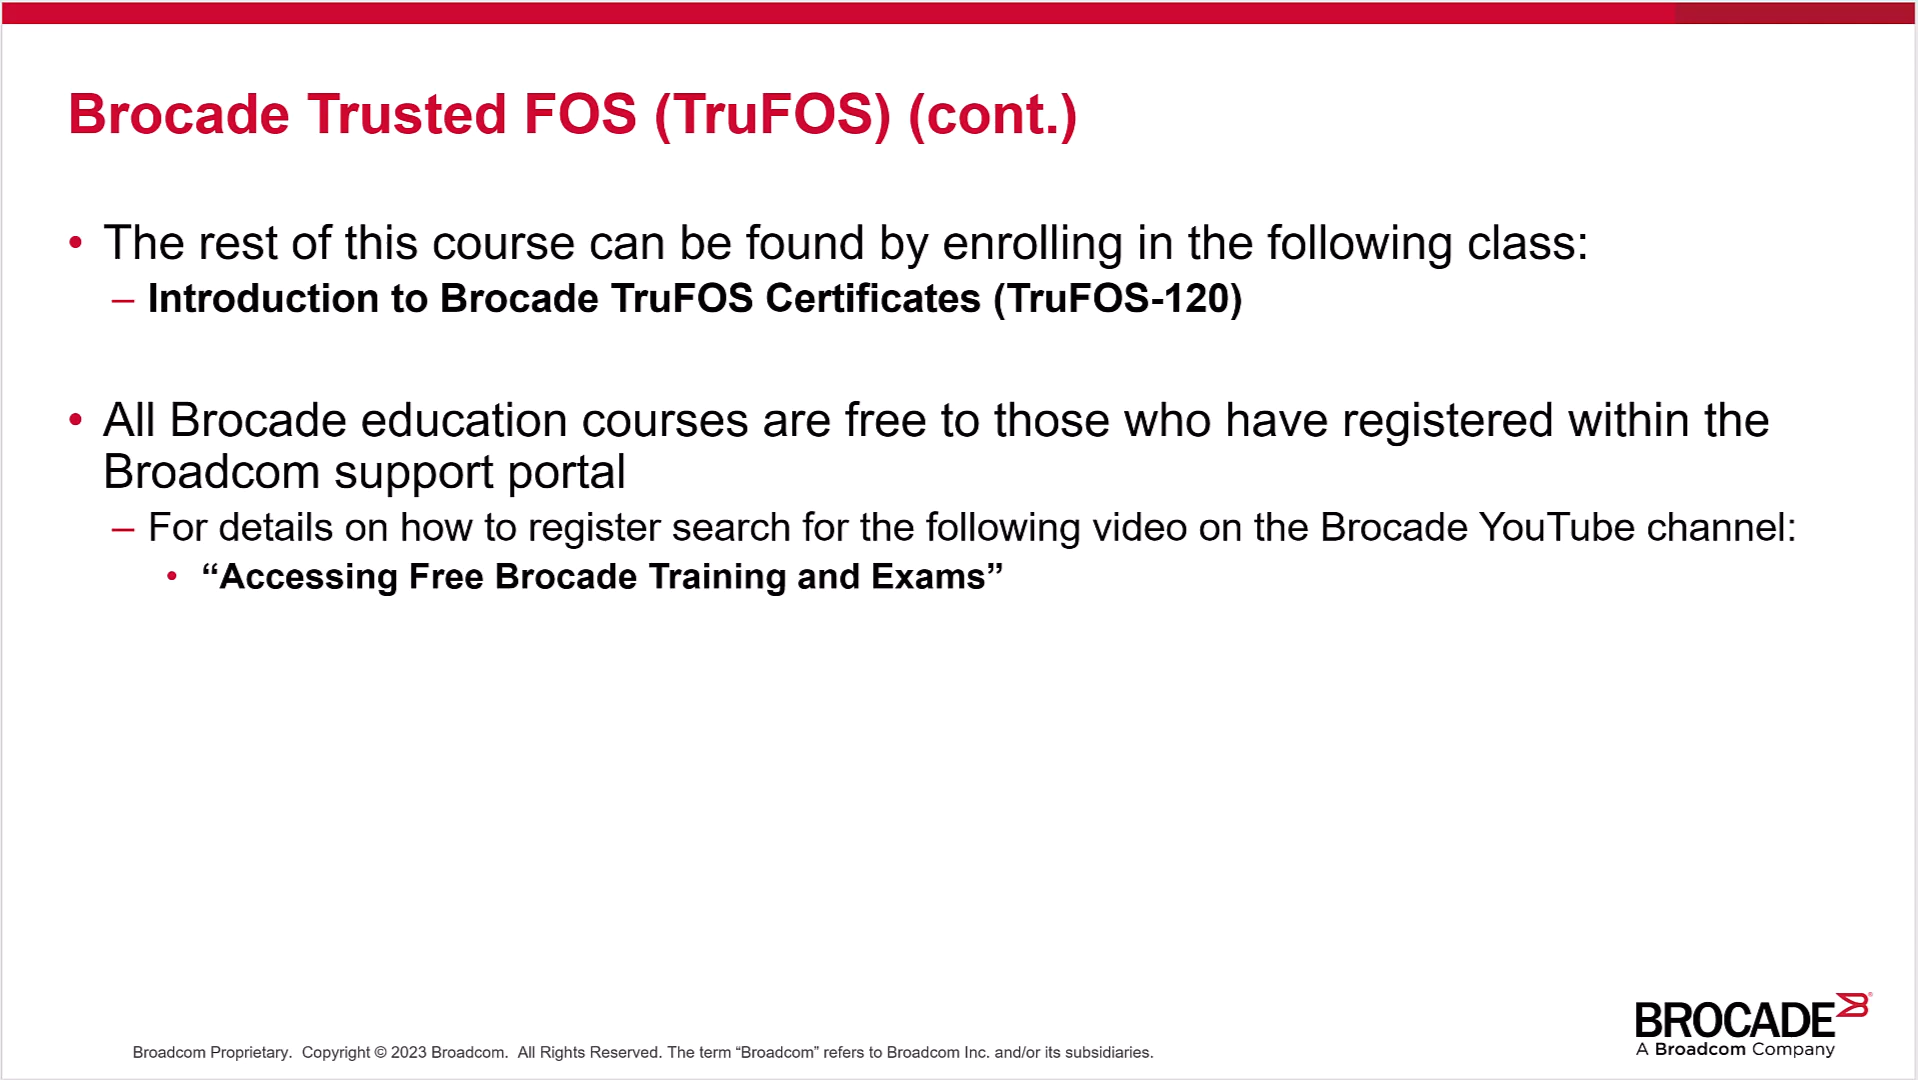 Brocade Trusted FOS (TruFOS) (cont.)
• The rest of this course can be found by enrolling in the following class:
– Introduction to Brocade TruFOS Certificates (TruFOS-120)
• All Brocade education courses are free to those who have registered within the
Broadcom support portal
– For details on how to register search for the following video on the Brocade YouTube channel:
• “Accessing Free Brocade Training and Exams”
BROCADE
A Broadcom Company
Broadcom Proprietary.  Copyright © 2023 Broadcom.  All Rights Reserved. The term “Broadcom” refers to Broadcom Inc. and/or its subsidiaries.